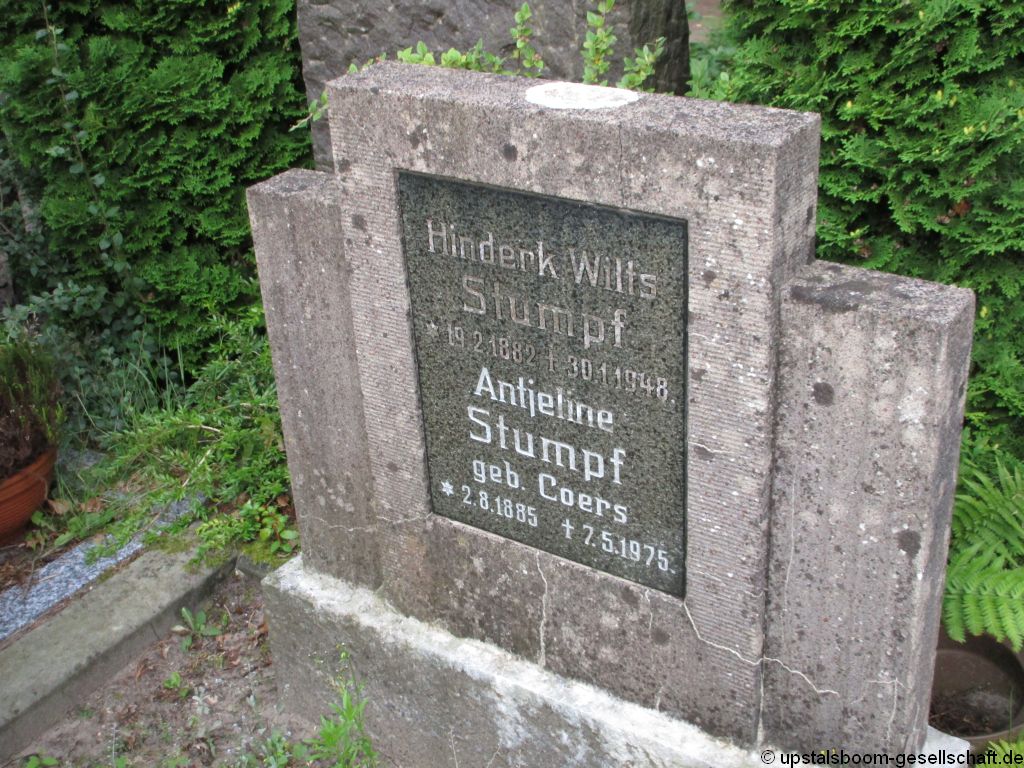 Hinderk Wilts
Stumpf
* 19.2.1882 † 30.1.1948.
Antjeline
Stumpf
geb. Coers
* 2.8.1885 † 7.5.1975.
© upstalsboom-gesellschaft.de